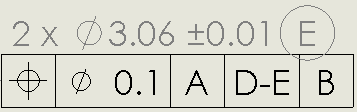 2 x ⌀3.06 ±0.01 Ⓔ
⌖ ⌀ 0.1 A D-E B